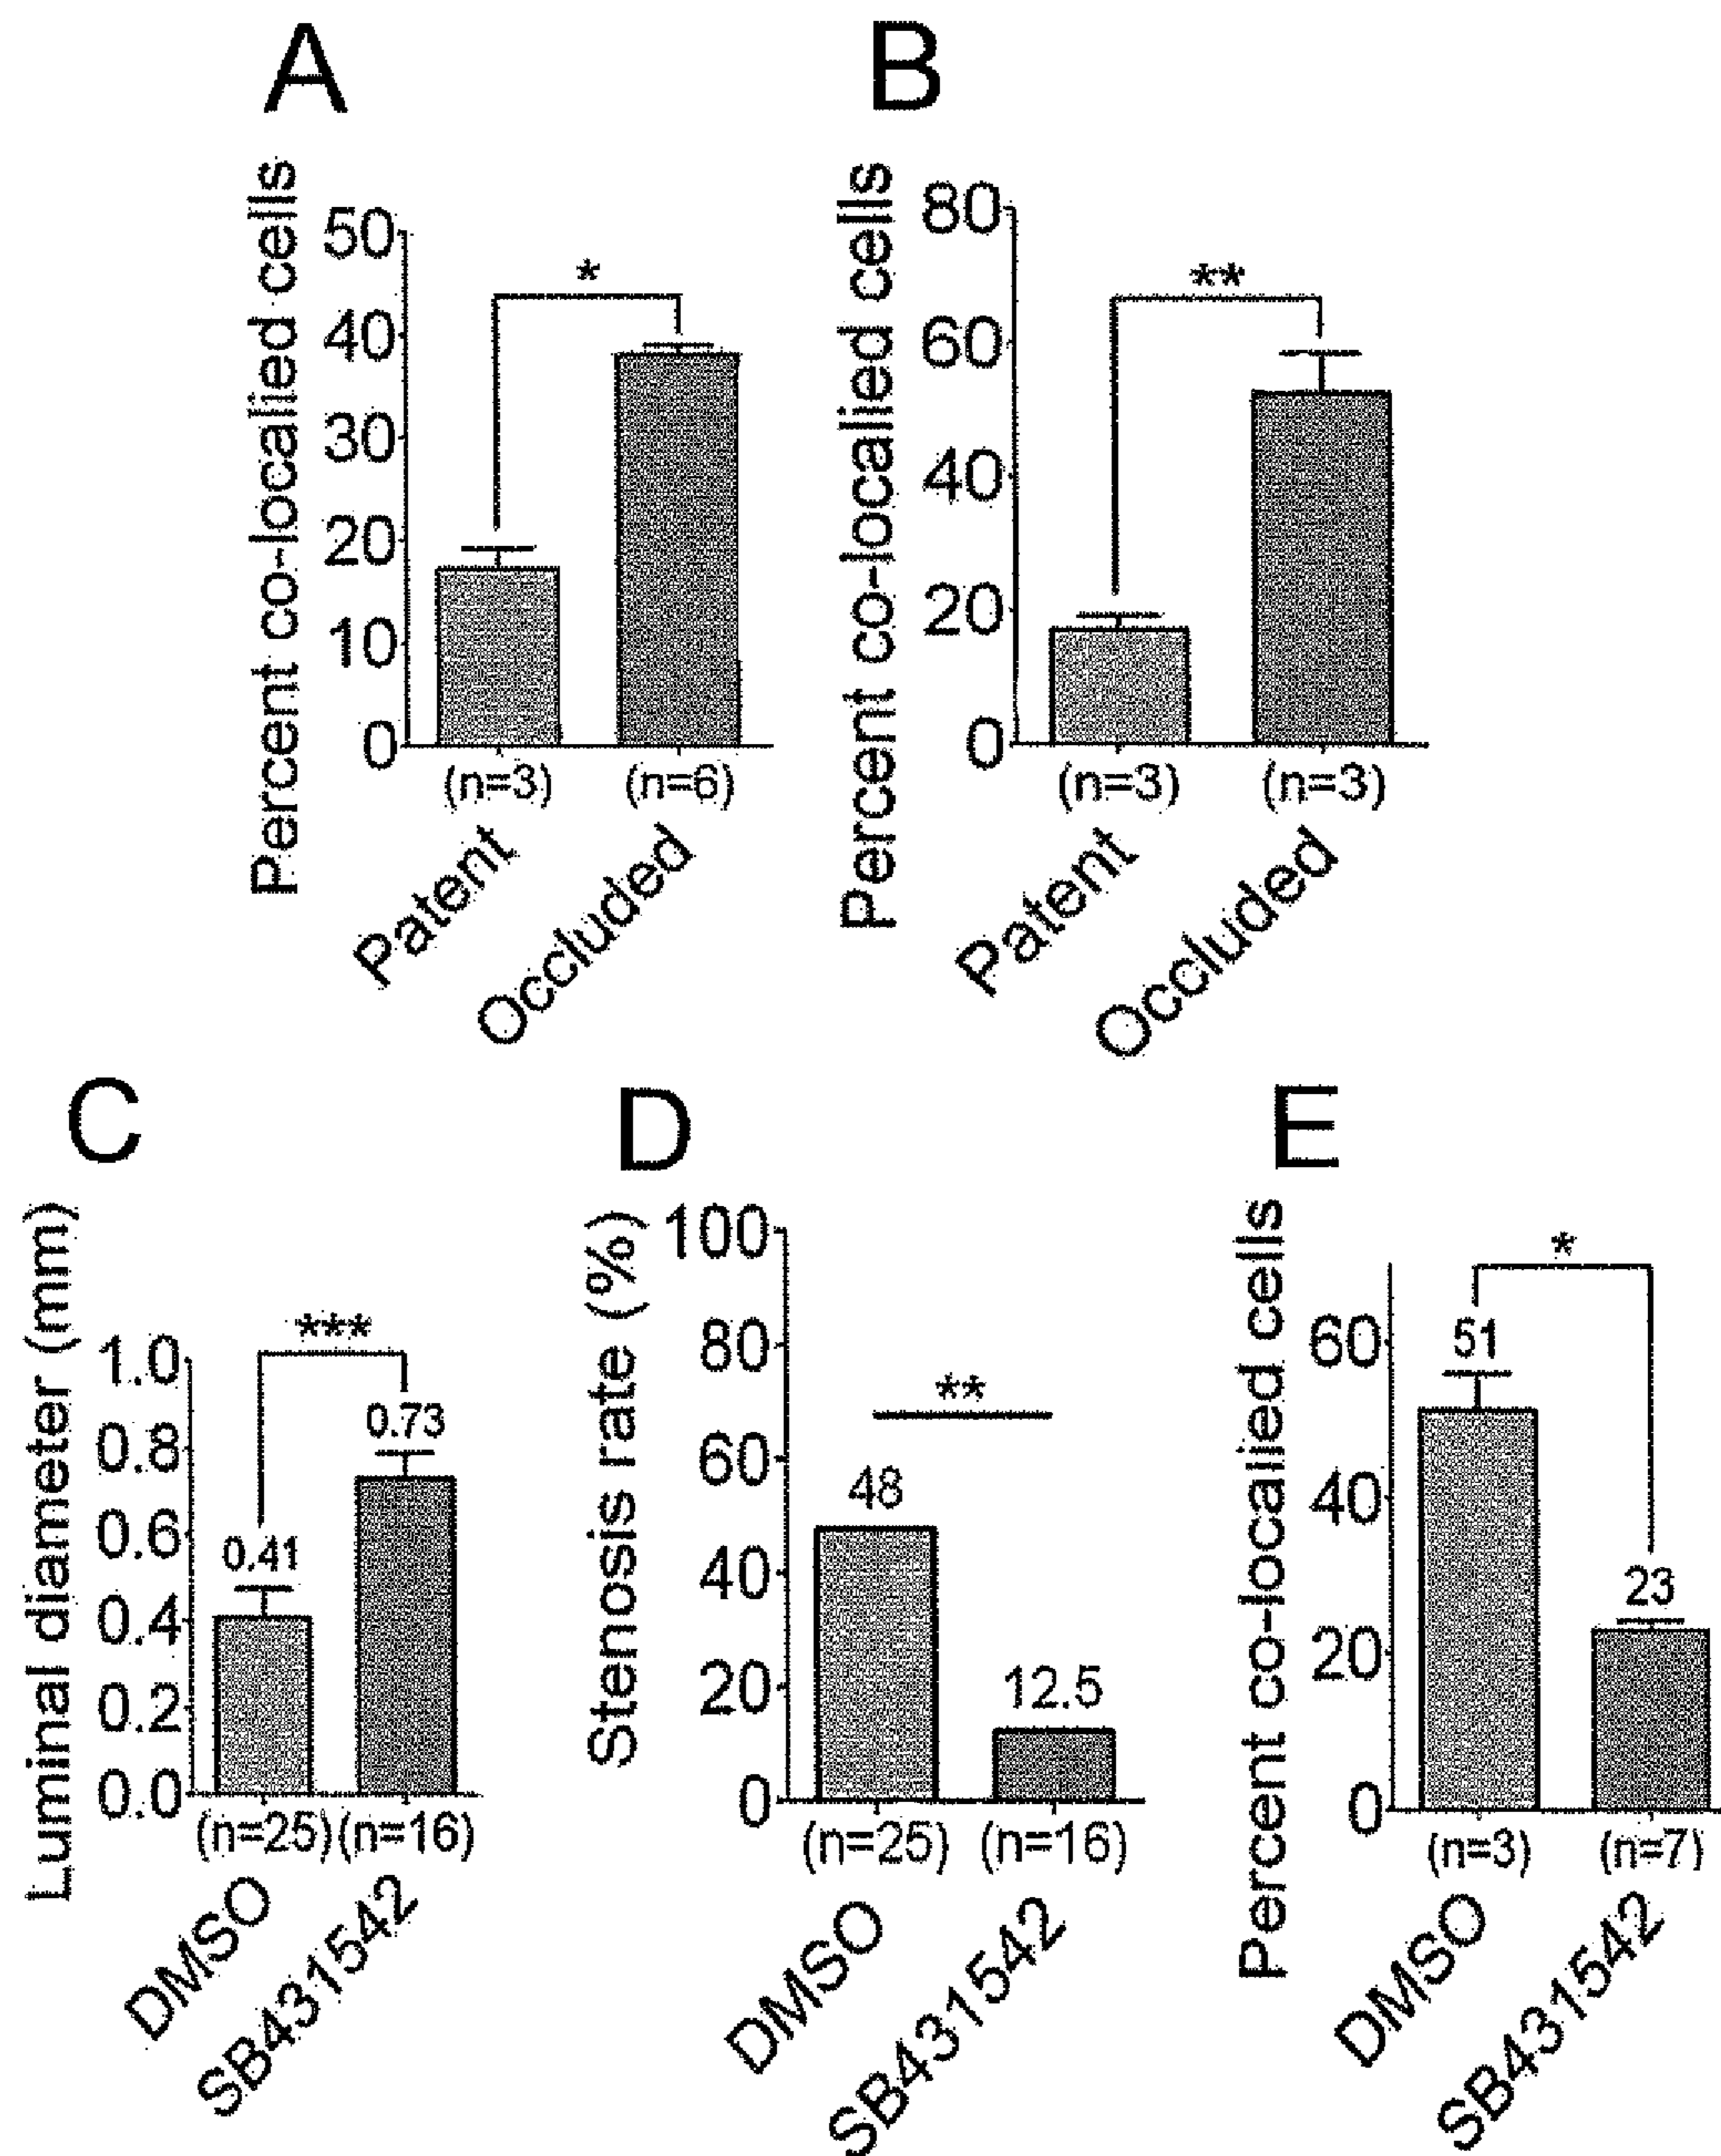 A
Percent co-localied cells
50
40
30
20
10
0
*
(n=3)
(n=6)
Patent
Occluded
B
Percent co-localied cells
80
60
40
20
0
**
(n=3)
(n=3)
Patent
Occluded
C
Luminal diameter (mm)
1.0
0.8
0.6
0.4
0.2
0.0
***
0.41
0.73
(n=25)
(n=16)
DMSO
SB431542
D
Stenosis rate (%)
100
80
60
40
20
0
**
48
12.5
(n=25)
(n=16)
DMSO
SB431542
E
Percent co-localied cells
60
40
20
0
*
51
23
(n=3)
(n=7)
DMSO
SB431542